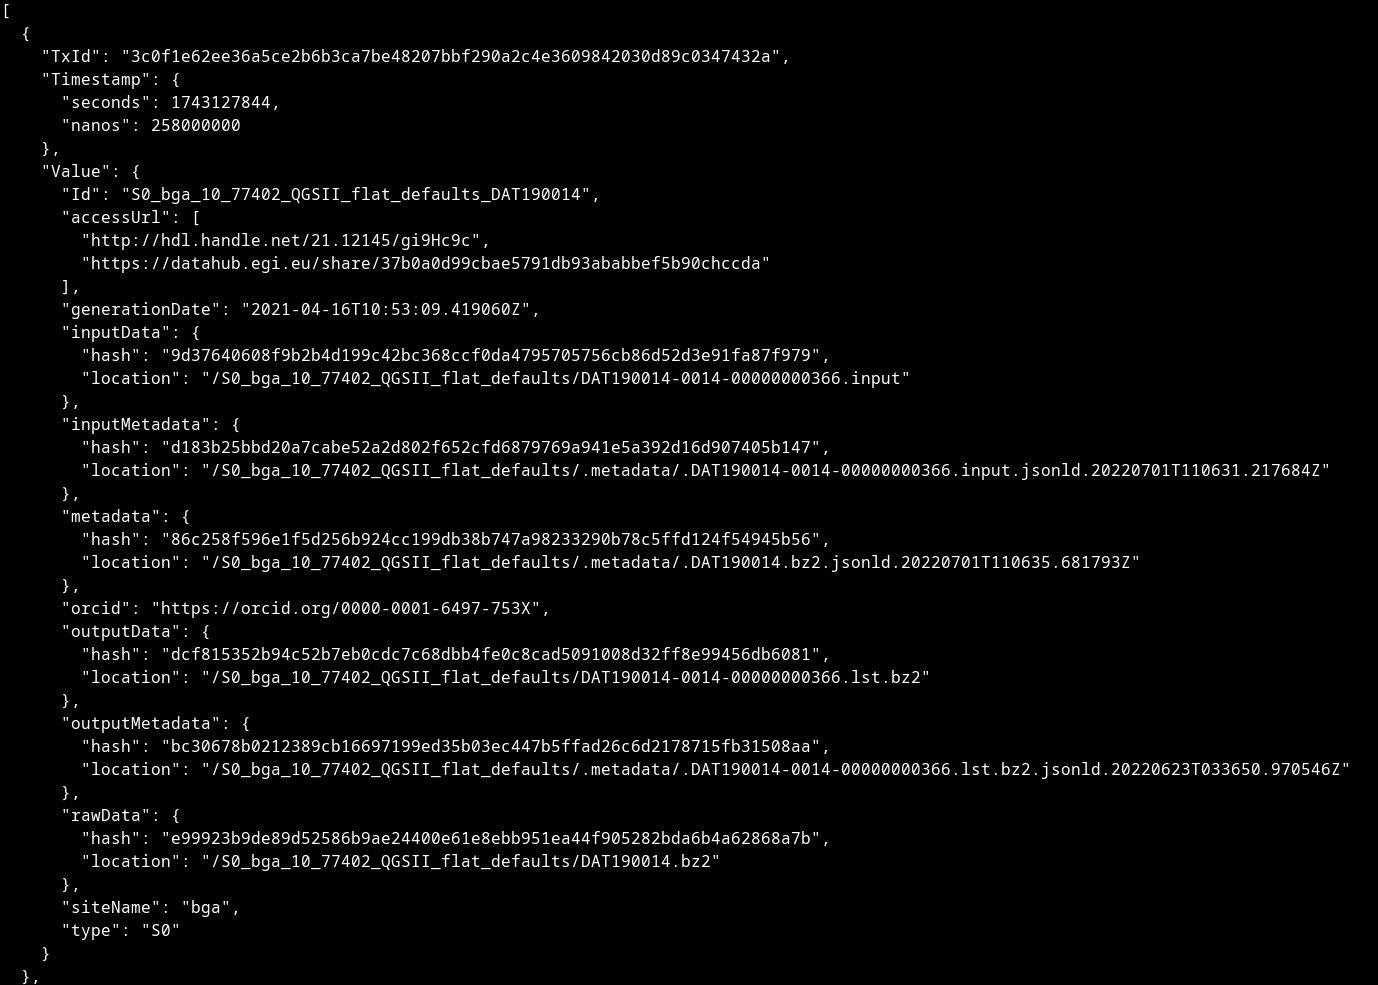 [
  {
    "TxId": "3c0f1e62ee36a5ce2b6b3ca7be48207bbf290a2c4e3609842030d89c0347432a",
    "Timestamp": {
      "seconds": 1743127844,
      "nanos": 258000000
    },
    "Value": {
      "Id": "S0_bga_10_77402_QGSII_flat_defaults_DAT190014",
      "accessUrl": [
        "http://hdl.handle.net/21.12145/gi9Hc9c",
        "https://datahub.egi.eu/share/37b0a0d99cbae5791db93ababbef5b90chccda"
      ],
      "generationDate": "2021-04-16T10:53:09.419060Z",
      "inputData": {
        "hash": "9d37640608f9b2b4d199c42bc368ccf0da4795705756cb86d52d3e91fa87f979",
        "location": "/S0_bga_10_77402_QGSII_flat_defaults/DAT190014-0014-00000000366.input"
      },
      "inputMetadata": {
        "hash": "d183b25bbd20a7cabe52a2d802f652cfd6879769a941e5a392d16d907405b147",
        "location": "/S0_bga_10_77402_QGSII_flat_defaults/.metadata/.DAT190014-0014-00000000366.input.jsonld.20220701T110631.217684Z"
      },
      "metadata": {
        "hash": "86c258f596e1f5d256b924cc199db38b747a98233290b78c5ffd124f54945b56",
        "location": "/S0_bga_10_77402_QGSII_flat_defaults/.metadata/.DAT190014.bz2.jsonld.20220701T110635.681793Z"
      },
      "orcid": "https://orcid.org/0000-0001-6497-753X",
      "outputData": {
        "hash": "dcf815352b94c52b7eb0cdc7c68dbb4fe0c8cad5091008d32ff8e99456db6081",
        "location": "/S0_bga_10_77402_QGSII_flat_defaults/DAT190014-0014-00000000366.lst.bz2"
      },
      "outputMetadata": {
        "hash": "bc30678b0212389cb16697199ed35b03ec447b5ffad26c6d2178715fb31508aa",
        "location": "/S0_bga_10_77402_QGSII_flat_defaults/.metadata/.DAT190014-0014-00000000366.lst.bz2.jsonld.20220623T033650.970546Z"
      },
      "rawData": {
        "hash": "e99923b9de89d52586b9ae24400e61e8ebb951ea44f905282bda6b4a62868a7b",
        "location": "/S0_bga_10_77402_QGSII_flat_defaults/DAT190014.bz2"
      },
      "siteName": "bga",
      "type": "S0"
    }
  },